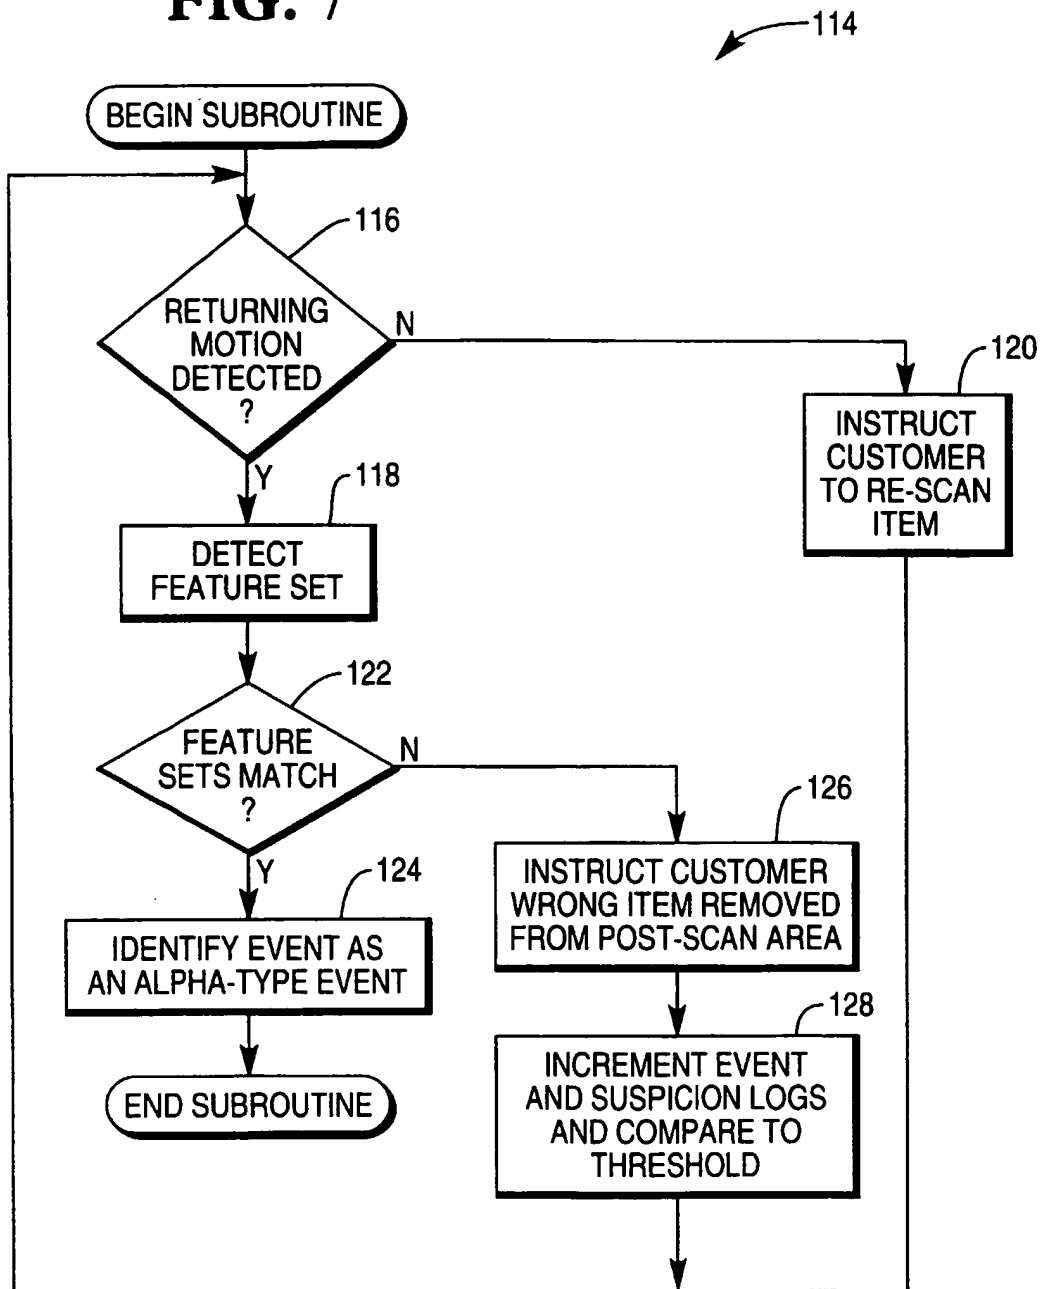 FIG. 7
114
BEGIN SUBROUTINE
116
RETURNING
MOTION
DETECTED
?
N
Y
120
INSTRUCT
CUSTOMER
TO RE-SCAN
ITEM
118
DETECT
FEATURE SET
122
FEATURE
SETS MATCH
?
N
Y
126
INSTRUCT CUSTOMER
WRONG ITEM REMOVED
FROM POST-SCAN AREA
124
IDENTIFY EVENT AS
AN ALPHA-TYPE EVENT
128
INCREMENT EVENT
AND SUSPICION LOGS
AND COMPARE TO
THRESHOLD
END SUBROUTINE